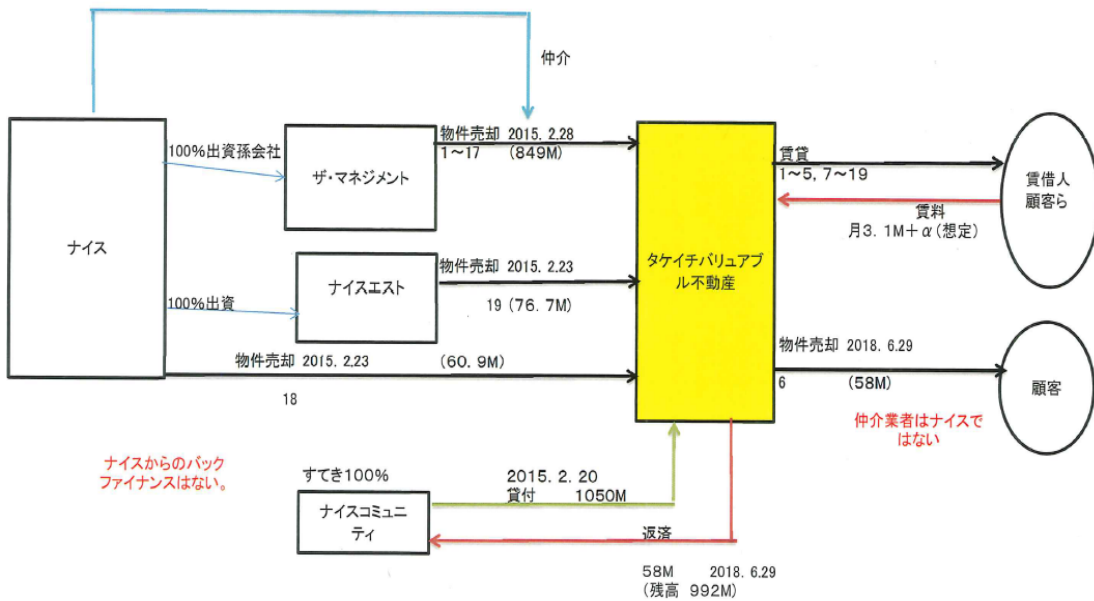 仲介
ナイス
100%出資孫会社
ザ・マネジメント
物件売却 2015.2.28
1～17 (849M)
100%出資
ナイスエスト
物件売却 2015.2.23
19 (76.7M)
物件売却 2015.2.23 (60.9M)
18
タケイチバリュアブ
ル不動産
賃貸
1～5, 7～19
賃料
月3.1M+α(想定)
賃借人
顧客ら
物件売却 2018.6.29
6 (58M)
顧客
仲介業者はナイスで
はない
ナイスからのバック
ファイナンスはない。
すてき100%
ナイスコミュニ
ティ
2015.2.20
貸付 1050M
返済
58M 2018.6.29
(残高 992M)